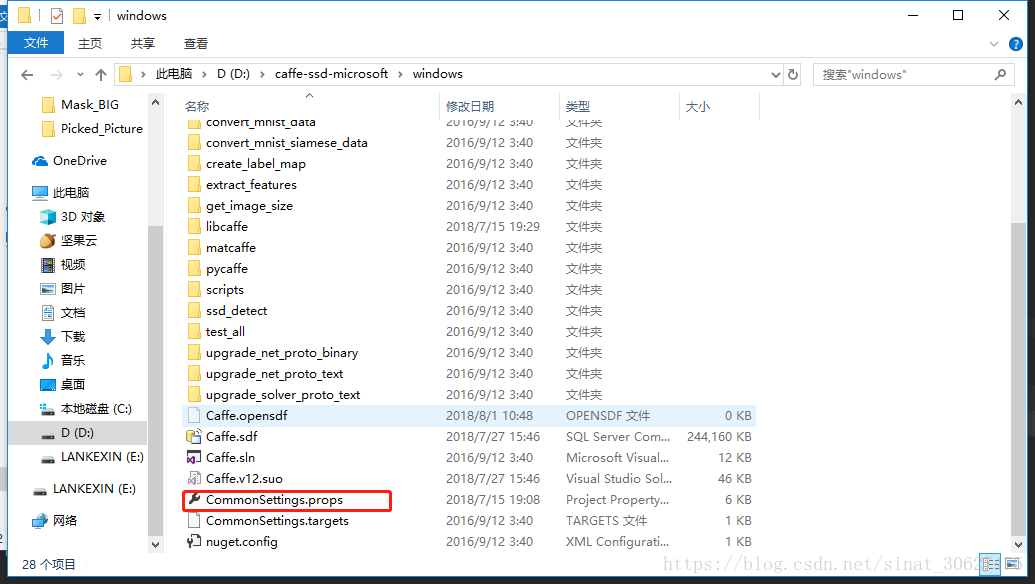 windows
文件 主页 共享 查看
此电脑 D (D:) caffe-ssd-microsoft windows 搜索"windows"
Mask_BIG
Picked_Picture
OneDrive
此电脑
3D 对象
坚果云
视频
图片
文档
下载
音乐
桌面
本地磁盘 (C:)
D (D:)
LANKEXIN (E:)
LANKEXIN (E:)
网络
名称 修改日期 类型 大小
convert_mnist_data 2016/9/12 3:40 文件夹
convert_mnist_siamese_data 2016/9/12 3:40 文件夹
create_label_map 2016/9/12 3:40 文件夹
extract_features 2016/9/12 3:40 文件夹
get_image_size 2016/9/12 3:40 文件夹
libcaffe 2018/7/15 19:29 文件夹
matcaffe 2016/9/12 3:40 文件夹
pycaffe 2016/9/12 3:40 文件夹
scripts 2016/9/12 3:40 文件夹
ssd_detect 2016/9/12 3:40 文件夹
test_all 2016/9/12 3:40 文件夹
upgrade_net_proto_binary 2016/9/12 3:40 文件夹
upgrade_net_proto_text 2016/9/12 3:40 文件夹
upgrade_solver_proto_text 2016/9/12 3:40 文件夹
Caffe.opensdf 2018/8/1 10:48 OPENSDF 文件 0 KB
Caffe.sdf 2018/7/27 15:46 SQL Server Com... 244,160 KB
Caffe.sln 2016/9/12 3:40 Microsoft Visual... 12 KB
Caffe.v12.suo 2018/7/27 15:46 Visual Studio Sol... 46 KB
CommonSettings.props 2018/7/15 19:08 Project Property... 6 KB
CommonSettings.targets 2016/9/12 3:40 TARGETS 文件 1 KB
nuget.config 2016/9/12 3:40 XML Configurati... 1 KB
28 个项目